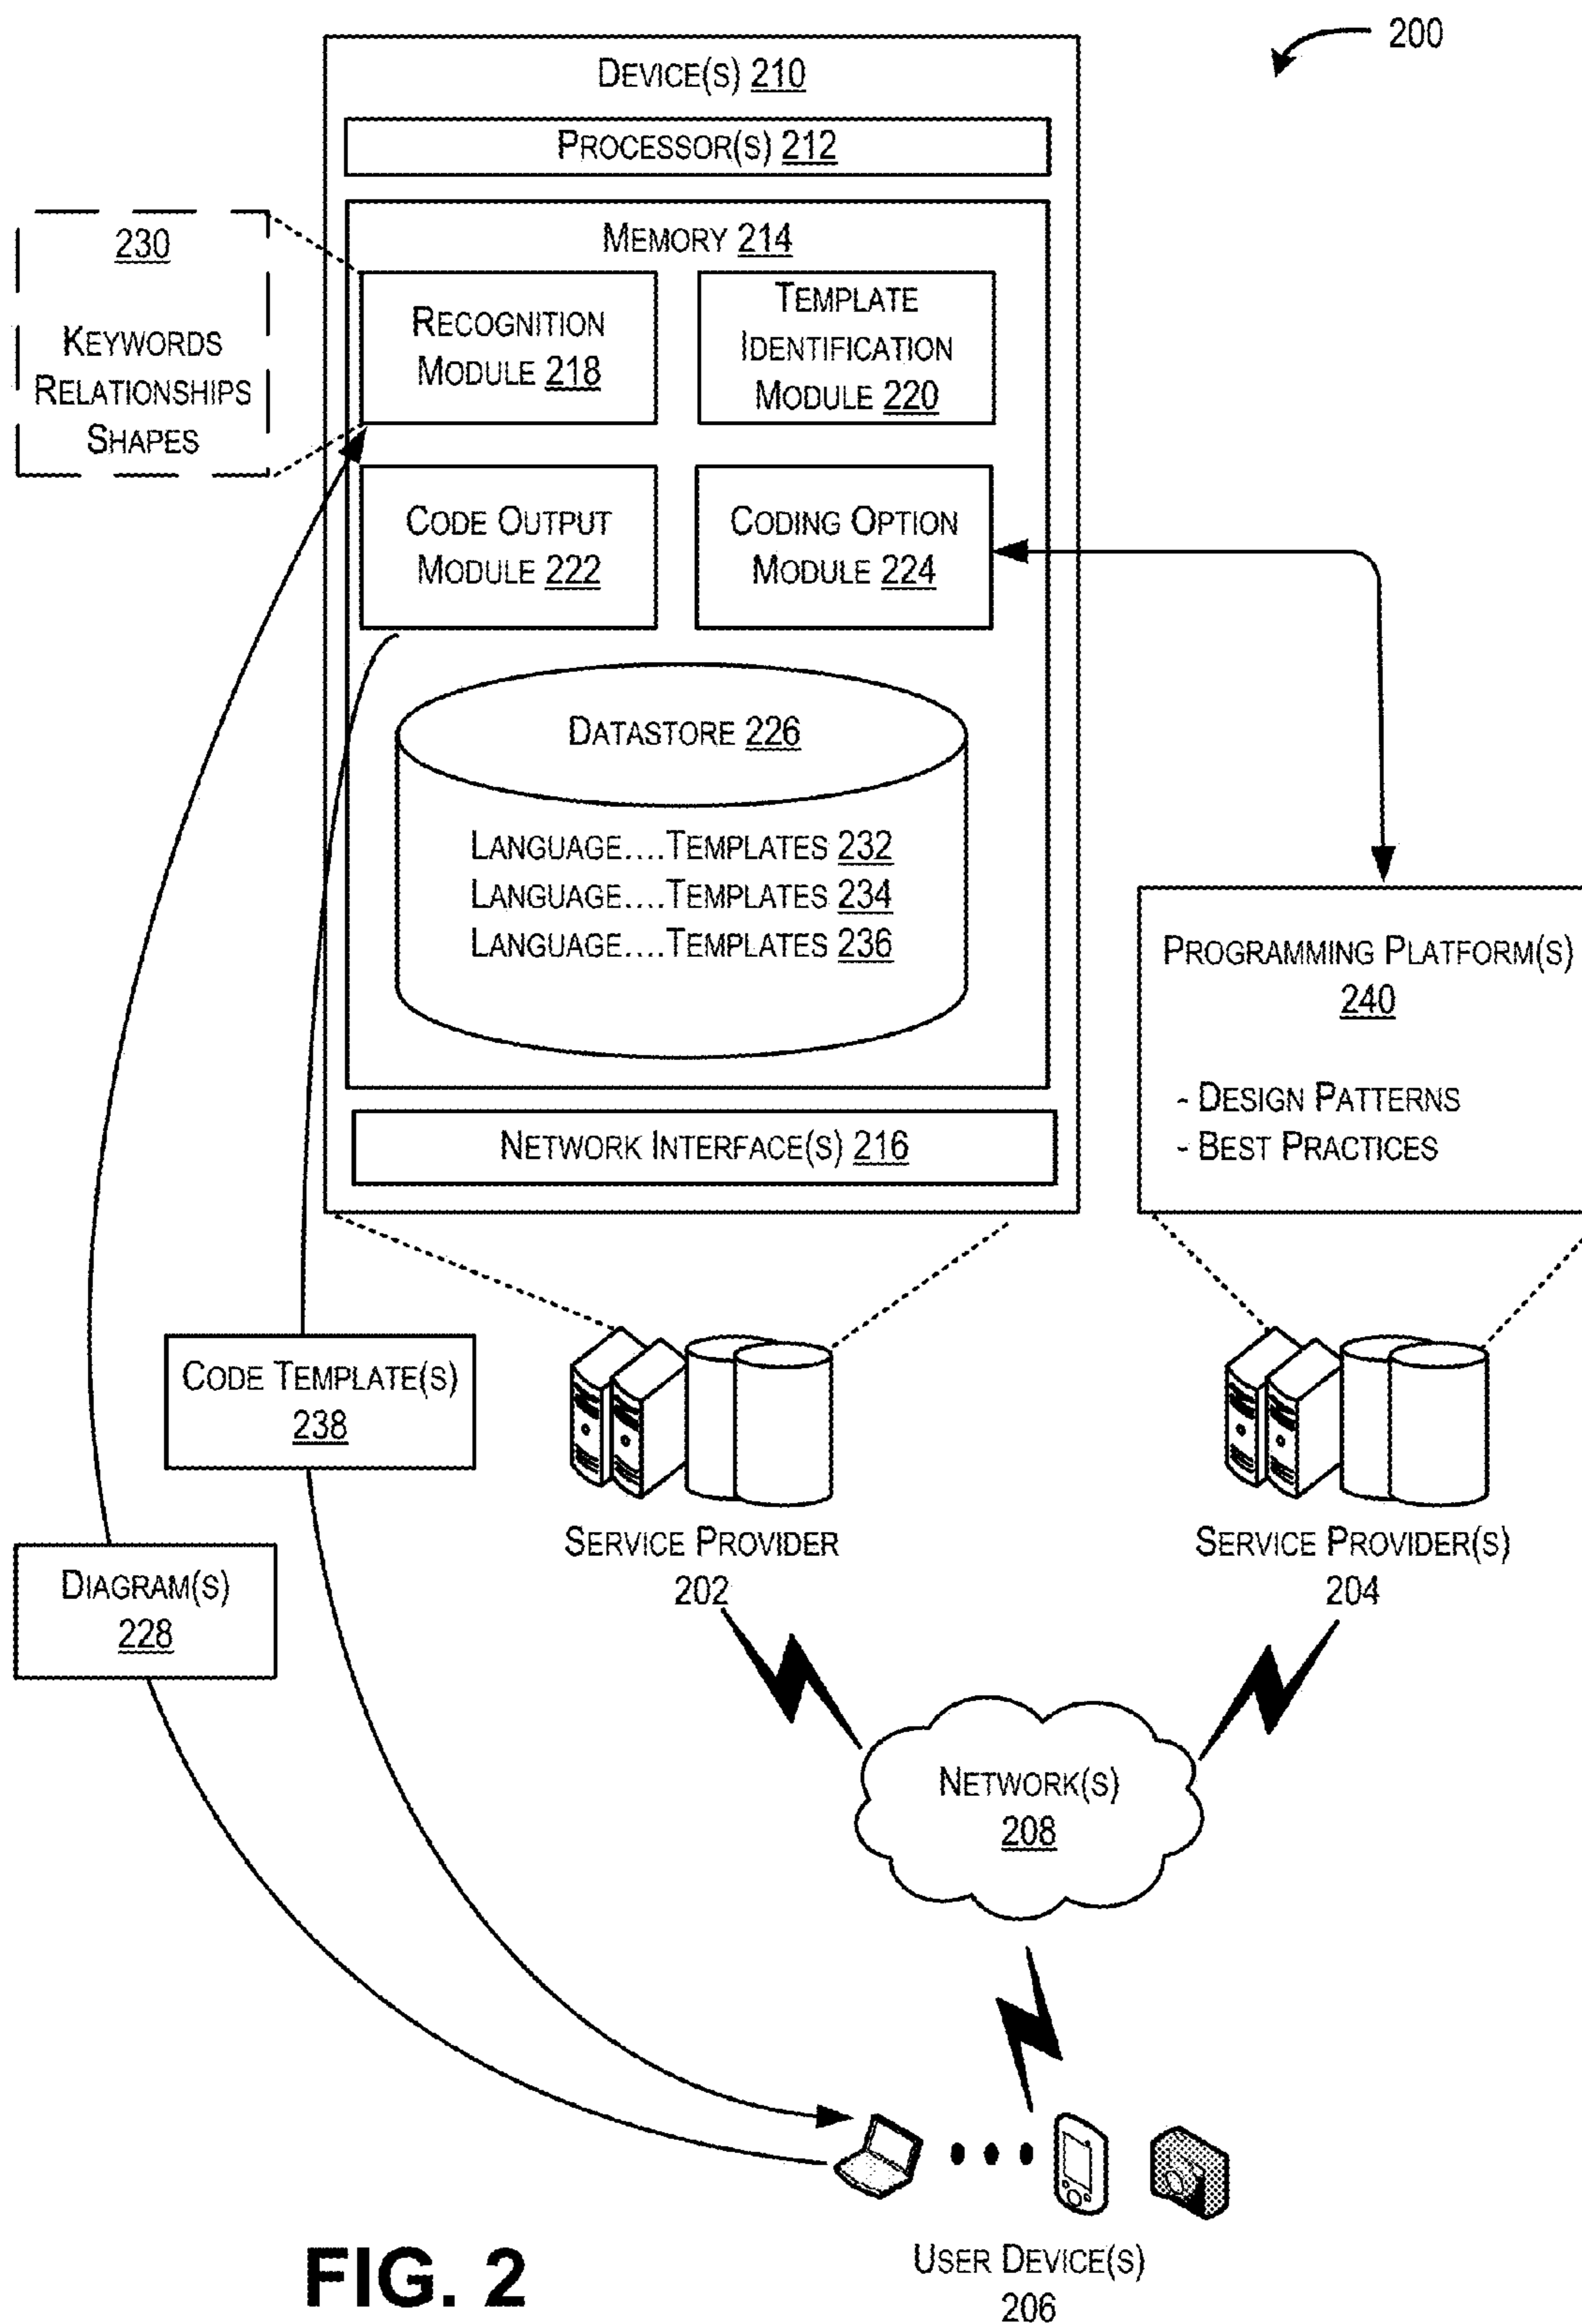 200
DEVICE(S) 210
PROCESSOR(S) 212
MEMORY 214
230
KEYWORDS
RELATIONSHIPS
SHAPES
RECOGNITION
MODULE 218
TEMPLATE
IDENTIFICATION
MODULE 220
CODE OUTPUT
MODULE 222
CODING OPTION
MODULE 224
DATASTORE 226
LANGUAGE....TEMPLATES 232
LANGUAGE....TEMPLATES 234
LANGUAGE....TEMPLATES 236
PROGRAMMING PLATFORM(S)
240
- DESIGN PATTERNS
- BEST PRACTICES
NETWORK INTERFACE(S) 216
CODE TEMPLATE(S)
238
SERVICE PROVIDER
202
SERVICE PROVIDER(S)
204
DIAGRAM(S)
228
NETWORK(S)
208
USER DEVICE(S)
206
FIG. 2